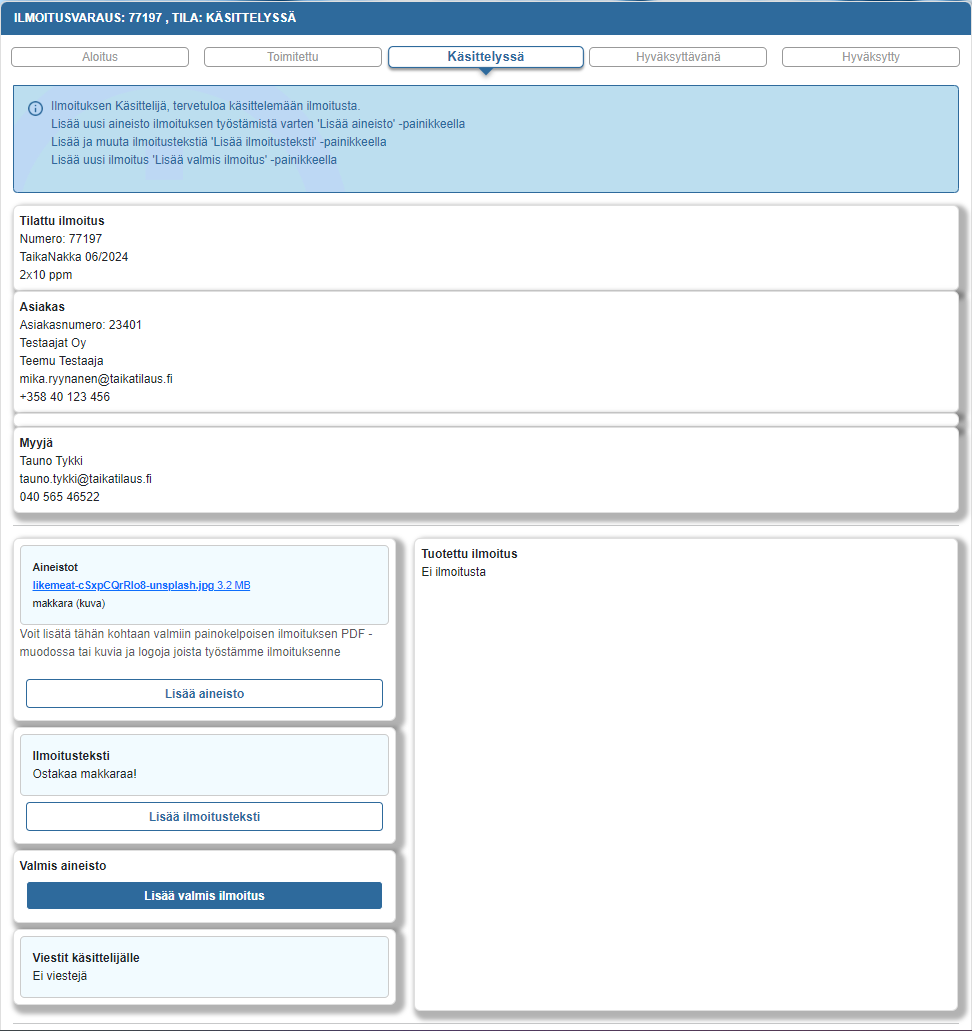 ILMOITUSVARAUS: 77197 , TILA: KÄSITTELYSSÄ
Aloitus
Toimitettu
Käsittelyssä
Hyväksyttävänä
Hyväksytty
Ilmoituksen Käsittelijä, tervetuloa käsittelemään ilmoitusta.
Lisää uusi aineisto ilmoituksen työstämistä varten 'Lisää aineisto' -painikkeella
Lisää ja muuta ilmoitustekstiä 'Lisää ilmoitusteksti' -painikkeella
Lisää uusi ilmoitus 'Lisää valmis ilmoitus' -painikkeella
Tilattu ilmoitus
Numero: 77197
TaikaNakka 06/2024
2x10 ppm
Asiakas
Asiakasnumero: 23401
Testaajat Oy
Teemu Testaaja
mika.ryynanen@taikatilaus.fi
+358 40 123 456
Myyjä
Tauno Tykki
tauno.tykki@taikatilaus.fi
040 565 46522
Aineistot
likemeat-cSxpCQrRIo8-unsplash.jpg 3.2 MB
makkara (kuva)
Voit lisätä tähän kohtaan valmiin painokelpoisen ilmoituksen PDF -
muodossa tai kuvia ja logoja joista työstämme ilmoituksenne
Lisää aineisto
Ilmoitusteksti
Ostakaa makkaraa!
Lisää ilmoitusteksti
Valmis aineisto
Lisää valmis ilmoitus
Viestit käsittelijälle
Ei viestejä
Tuotettu ilmoitus
Ei ilmoitusta